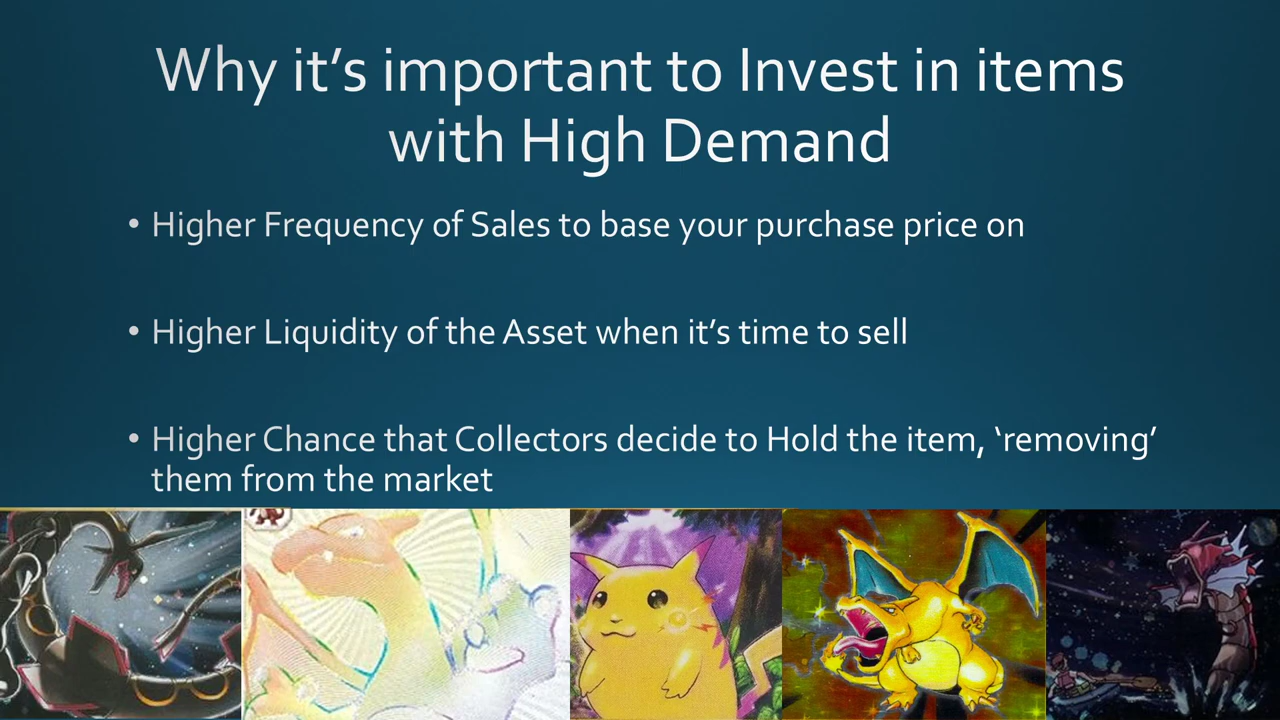 Why it’s important to Invest in items
with High Demand
• Higher Frequency of Sales to base your purchase price on
• Higher Liquidity of the Asset when it’s time to sell
• Higher Chance that Collectors decide to Hold the item, ‘removing’
them from the market